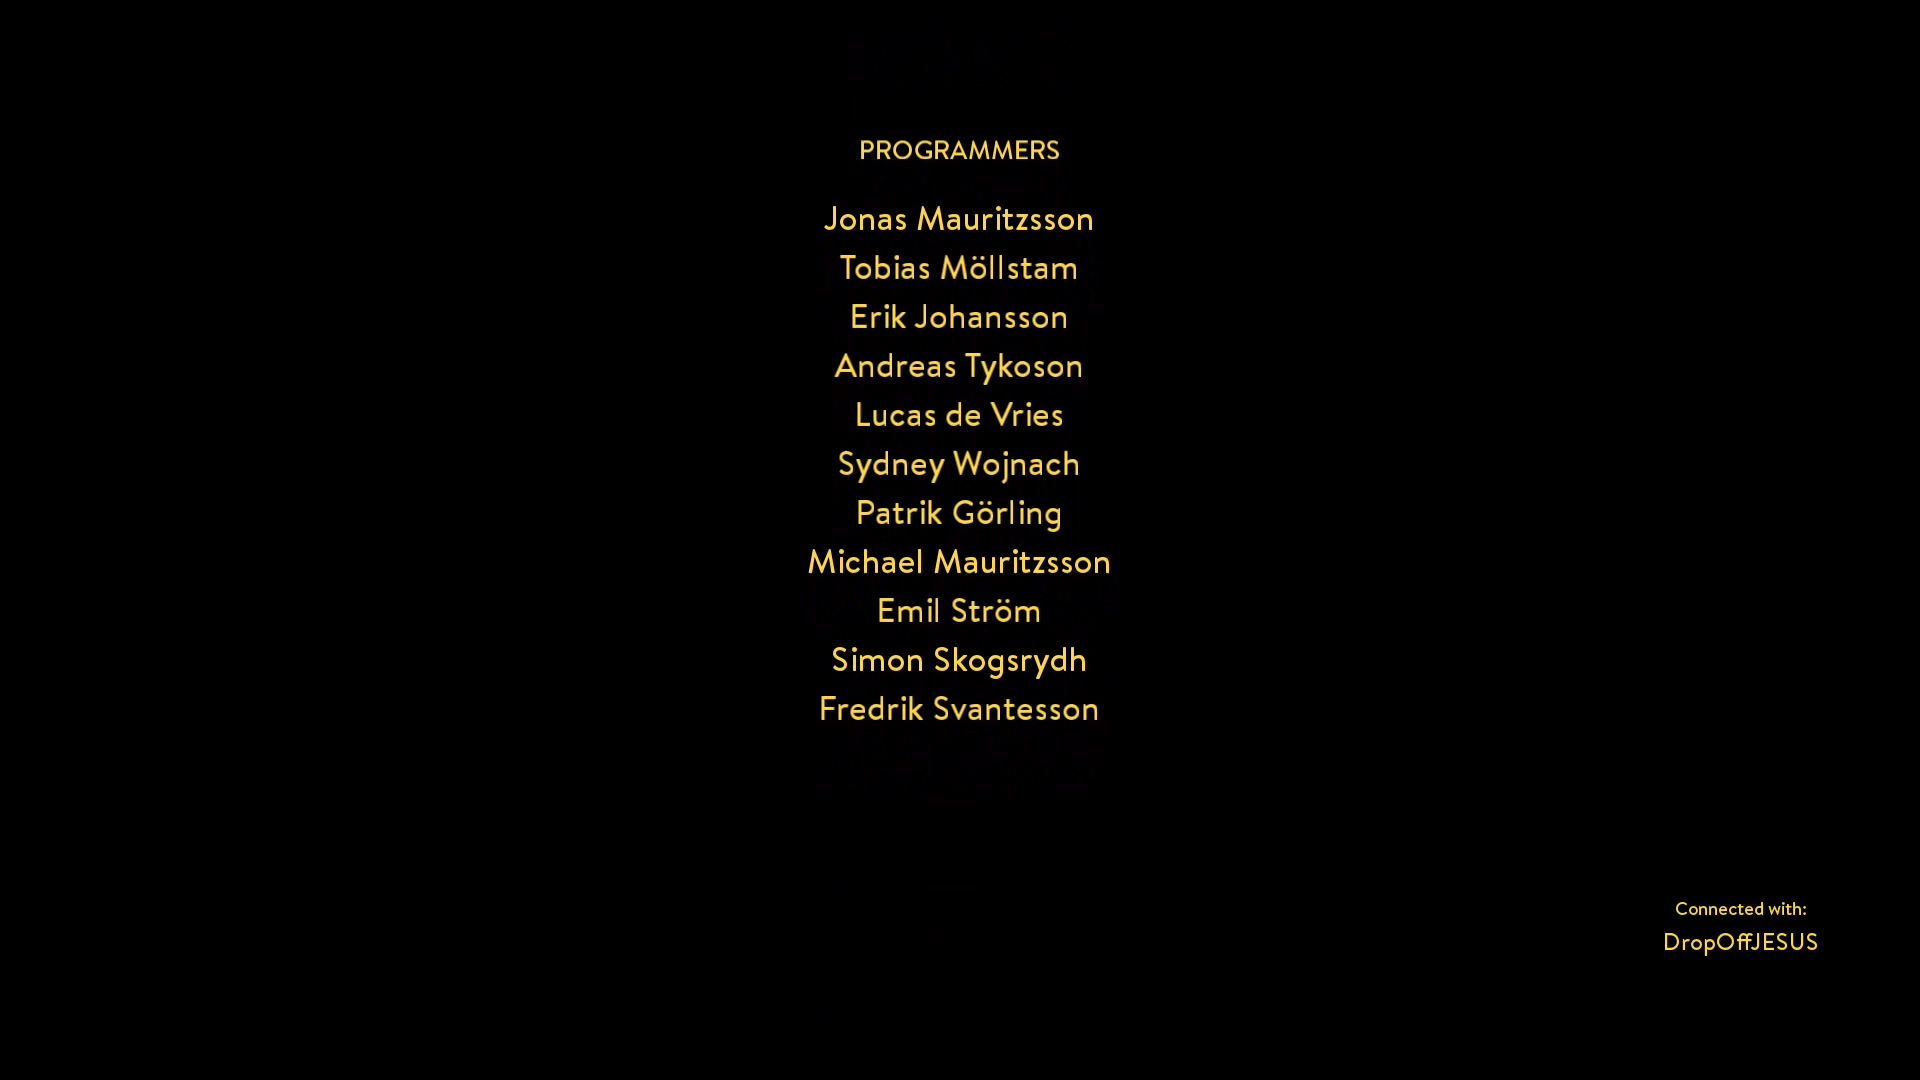 PROGRAMMERS
Jonas Mauritzsson
Tobias Möllstam
Erik Johansson
Andreas Tykoson
Lucas de Vries
Sydney Wojnach
Patrik Görling
Michael Mauritzsson
Emil Ström
Simon Skogsrydh
Fredrik Svantesson
Connected with:
DropOffJESUS